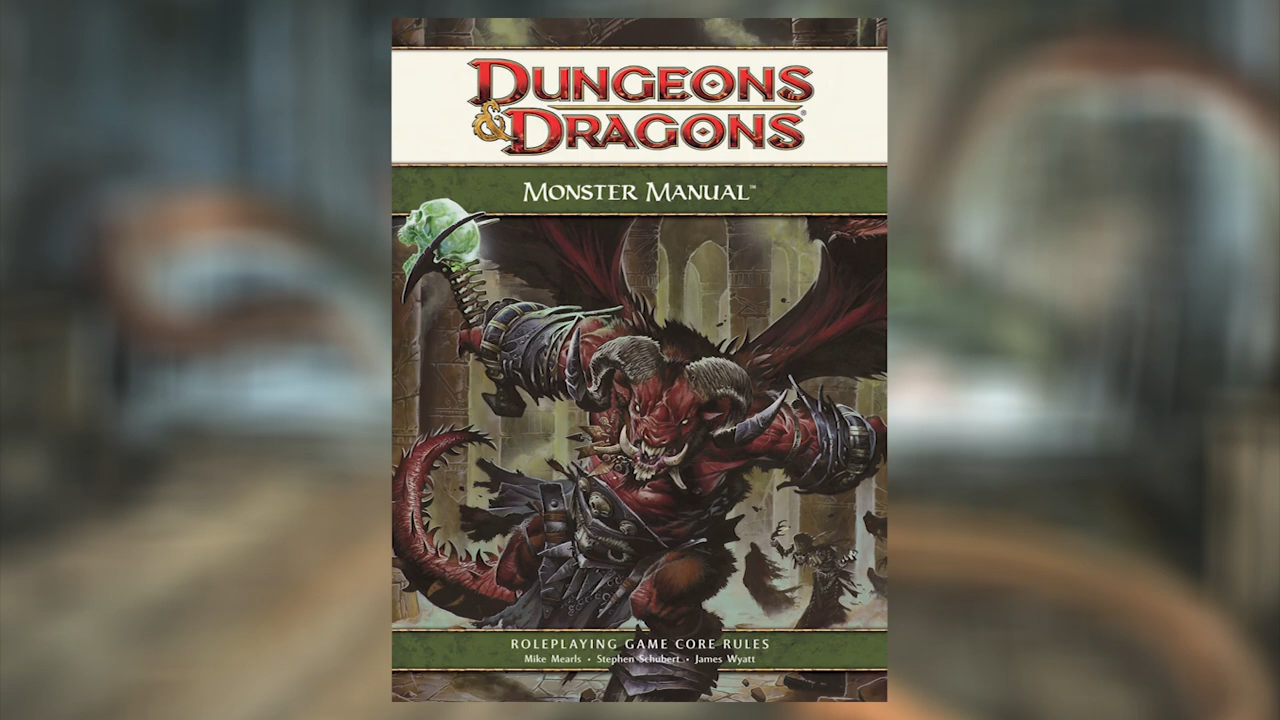 DUNGEONS
& DRAGONS®
MONSTER MANUAL™
ROLEPLAYING GAME CORE RULES
Mike Mearls • Stephen Schubert • James Wyatt